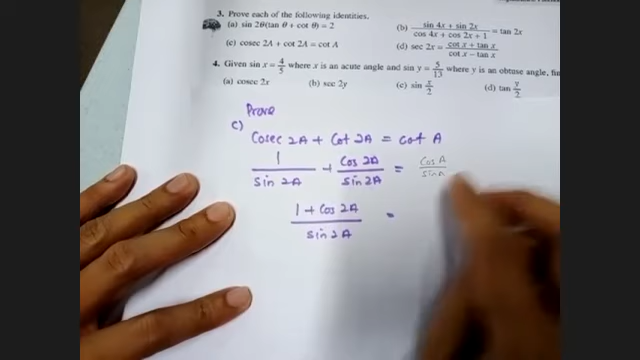 3. Prove each of the following identities.
(a) sin 2θ(tan θ + cot θ) = 2
(b) sin 4x + sin 2x / cos 4x + cos 2x + 1 = tan 2x
(c) cosec 2A + cot 2A = cot A
(d) sec 2x = cot x + tan x / cot x − tan x
4. Given sin x = 4/5 where x is an acute angle and sin y = 5/13 where y is an obtuse angle, fin
(a) cosec 2x (b) sec 2y (c) sin x/2 (d) tan y/2
Prove
c)
Cosec 2A + Cot 2A = cot A
1 / sin 2A + Cos 2A / sin 2A = Cos A / sin A
1 + Cos 2A / sin 2A =